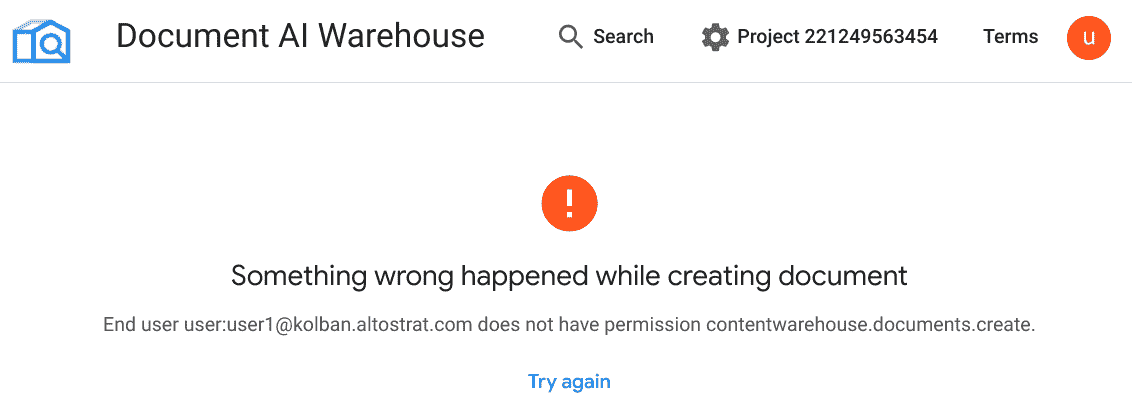 Document AI Warehouse Search Project 221249563454 Terms u
!
Something wrong happened while creating document
End user user:user1@kolban.altostrat.com does not have permission contentwarehouse.documents.create.
Try again